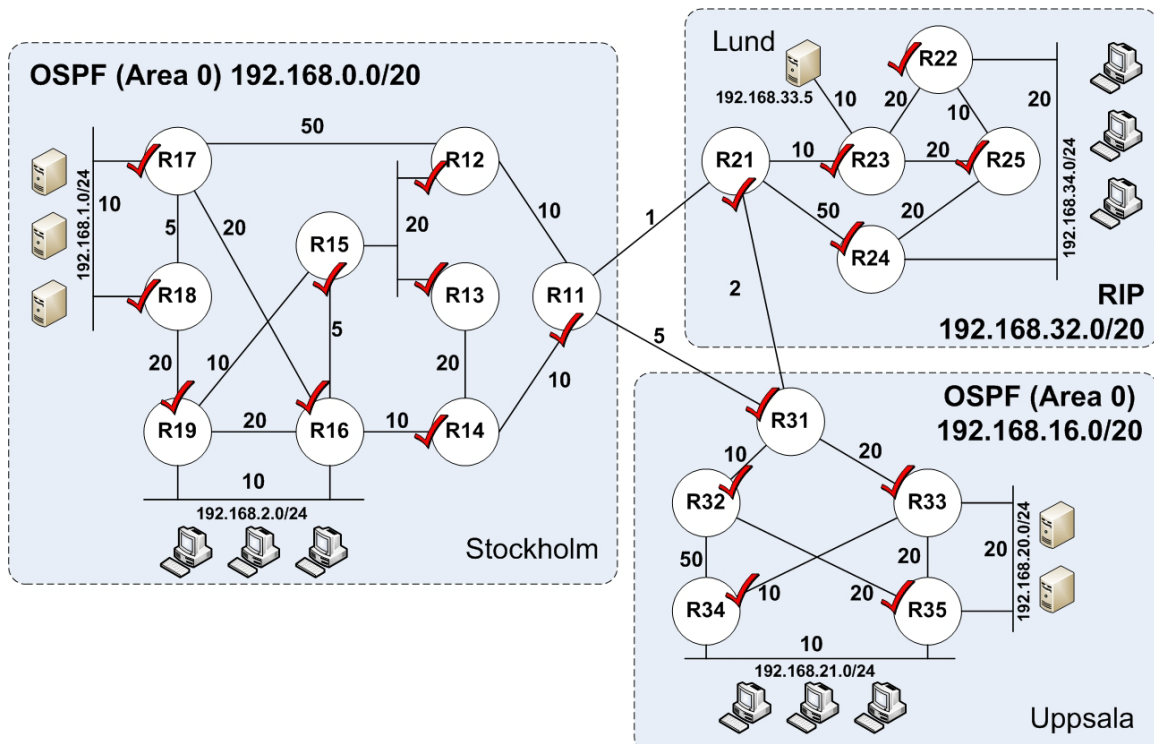 OSPF (Area 0) 192.168.0.0/20
R17
50
R12
192.168.1.0/24
10
5
20
R15
20
10
R18
R13
R11
20
10
5
20
10
R19
20
R16
10
R14
10
192.168.2.0/24
Stockholm
1
2
5
Lund
192.168.33.5
R22
10
20
10
20
R21
10
R23
20
R25
50
20
R24
192.168.34.0/24
RIP
192.168.32.0/20
OSPF (Area 0)
192.168.16.0/20
R31
10
20
R32
R33
50
20
20
192.168.20.0/24
R34
10
20
R35
10
192.168.21.0/24
Uppsala